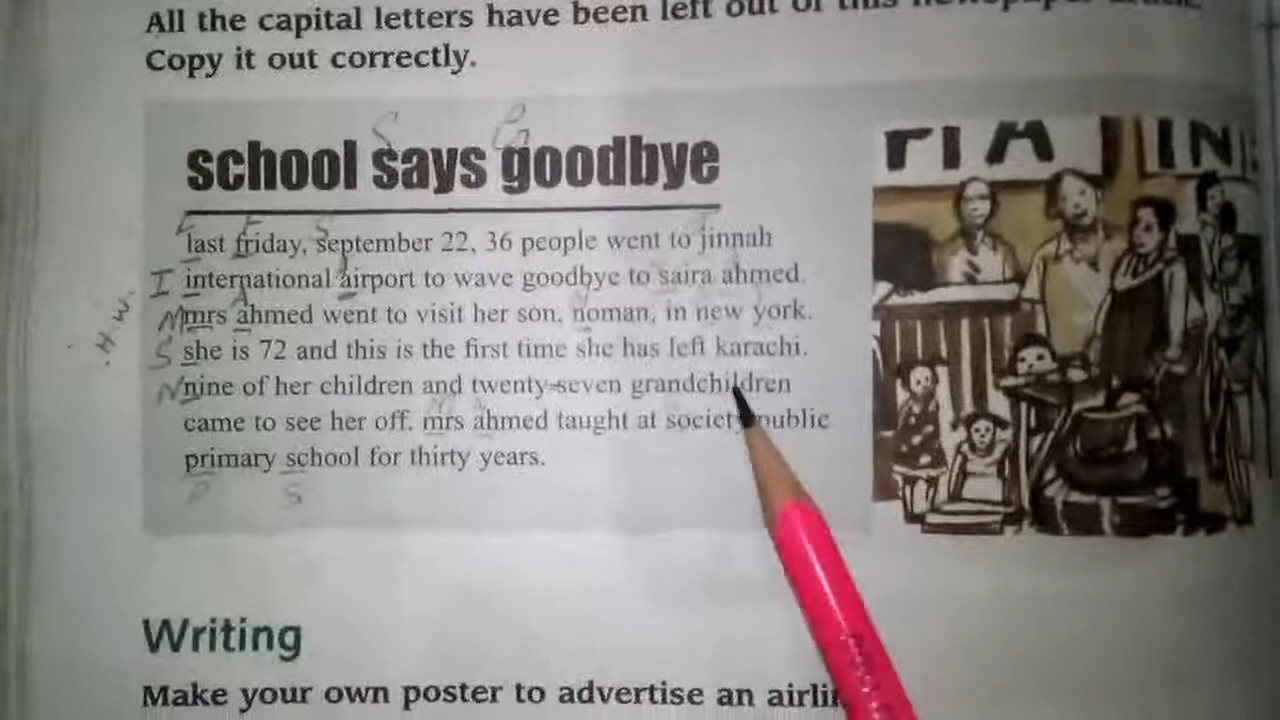 All the capital letters have been left out of this newspaper
Copy it out correctly.
S G
school says goodbye
L F S J
last friday, september 22, 36 people went to jinnah
I international airport to wave goodbye to saira ahmed.
A
M mrs ahmed went to visit her son, noman, in new york.
S she is 72 and this is the first time she has left karachi.
N nine of her children and twenty-seven grandchildren
came to see her off. mrs ahmed taught at society public
primary school for thirty years.
P S
H.W.
Writing
Make your own poster to advertise an